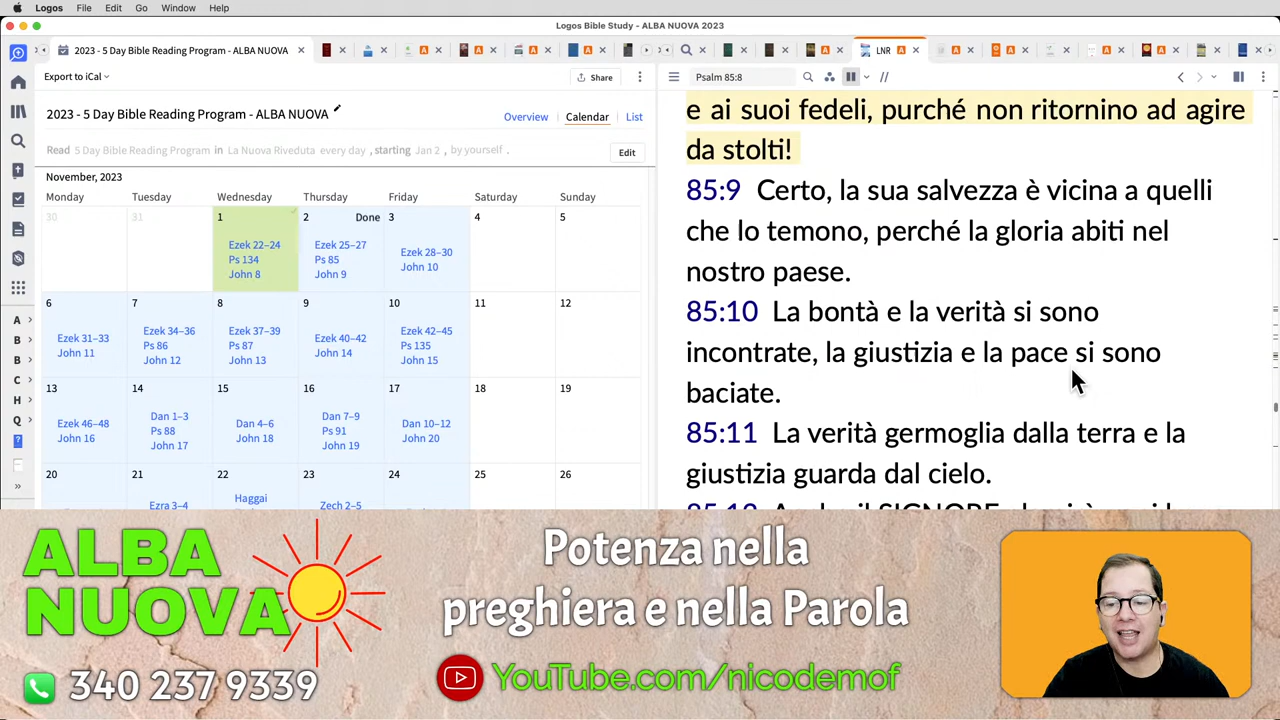 Logos File Edit Go Window Help
Logos Bible Study - ALBA NUOVA 2023
2023 - 5 Day Bible Reading Program - ALBA NUOVA
LNR
Export to iCal
Share
Psalm 85:8
2023 - 5 Day Bible Reading Program - ALBA NUOVA
Overview Calendar List
Read 5 Day Bible Reading Program in La Nuova Riveduta every day , starting Jan 2 , by yourself .
Edit
November, 2023
Monday Tuesday Wednesday Thursday Friday Saturday Sunday
30 31 1 2 Done 3 4 5
Ezek 22–24
Ps 134
John 8
Ezek 25–27
Ps 85
John 9
Ezek 28–30
John 10
6 7 8 9 10 11 12
Ezek 31–33
John 11
Ezek 34–36
Ps 86
John 12
Ezek 37–39
Ps 87
John 13
Ezek 40–42
John 14
Ezek 42–45
Ps 135
John 15
13 14 15 16 17 18 19
Ezek 46–48
John 16
Dan 1–3
Ps 88
John 17
Dan 4–6
John 18
Dan 7–9
Ps 91
John 19
Dan 10–12
John 20
20 21 22 23 24 25 26
Ezra 3–4
Haggai
Zech 2–5
A
B
B
C
H
Q
e ai suoi fedeli, purché non ritornino ad agire
da stolti!
85:9 Certo, la sua salvezza è vicina a quelli
che lo temono, perché la gloria abiti nel
nostro paese.
85:10 La bontà e la verità si sono
incontrate, la giustizia e la pace si sono
baciate.
85:11 La verità germoglia dalla terra e la
giustizia guarda dal cielo.
ALBA
NUOVA
340 237 9339
Potenza nella
preghiera e nella Parola
YouTube.com/nicodemof